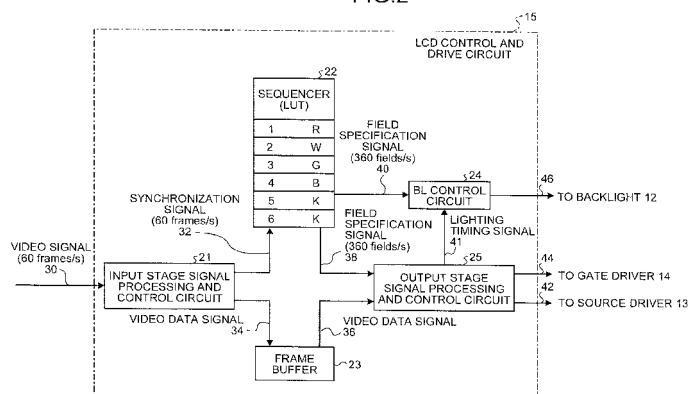 FIG.2
15
LCD CONTROL AND
DRIVE CIRCUIT
22
SEQUENCER
(LUT)
1 R
2 W
3 G
4 B
5 K
6 K
FIELD
SPECIFICATION
SIGNAL
(360 fields/s)
40
24
BL CONTROL
CIRCUIT
46
TO BACKLIGHT 12
SYNCHRONIZATION
SIGNAL
(60 frames/s)
32
FIELD
SPECIFICATION
SIGNAL
(360 fields/s)
38
LIGHTING
TIMING SIGNAL
41
VIDEO SIGNAL
(60 frames/s)
30
21
INPUT STAGE SIGNAL
PROCESSING
AND CONTROL CIRCUIT
25
OUTPUT STAGE
SIGNAL PROCESSING
AND CONTROL CIRCUIT
44
TO GATE DRIVER 14
42
TO SOURCE DRIVER 13
VIDEO DATA SIGNAL
34
VIDEO DATA SIGNAL
36
FRAME
BUFFER
23